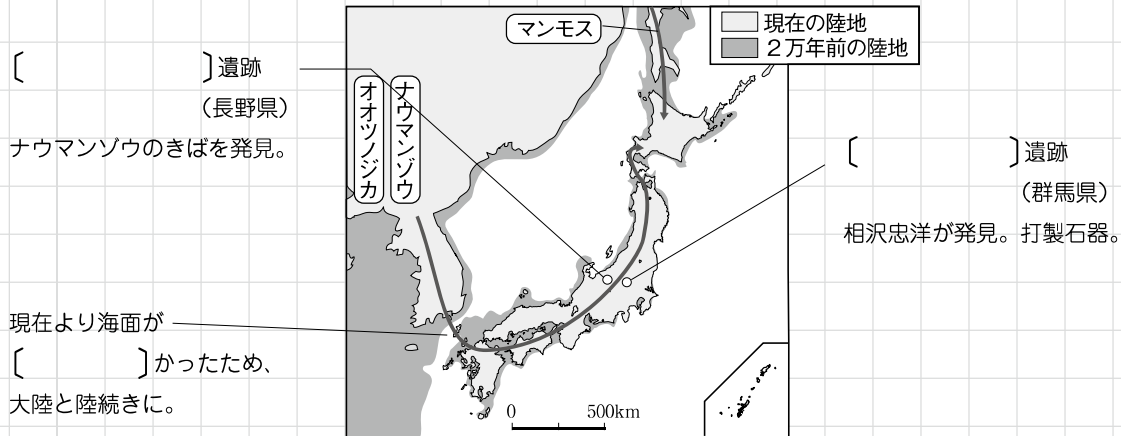 〔　　　　　　　　〕遺跡
（長野県）
ナウマンゾウのきばを発見。
現在より海面が
〔　　　　　〕かったため、
大陸と陸続きに。
マンモス
オオツノジカ
ナウマンゾウ
現在の陸地
２万年前の陸地
〔　　　　　　　〕遺跡
（群馬県）
相沢忠洋が発見。打製石器。
0　500km